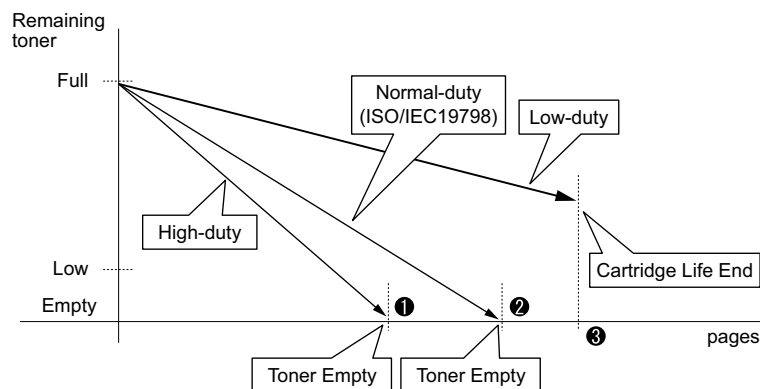 Remaining
toner
Full
Normal-duty
(ISO/IEC19798)
Low-duty
High-duty
Low
Cartridge Life End
Empty
❶
❷
❸
pages
Toner Empty
Toner Empty